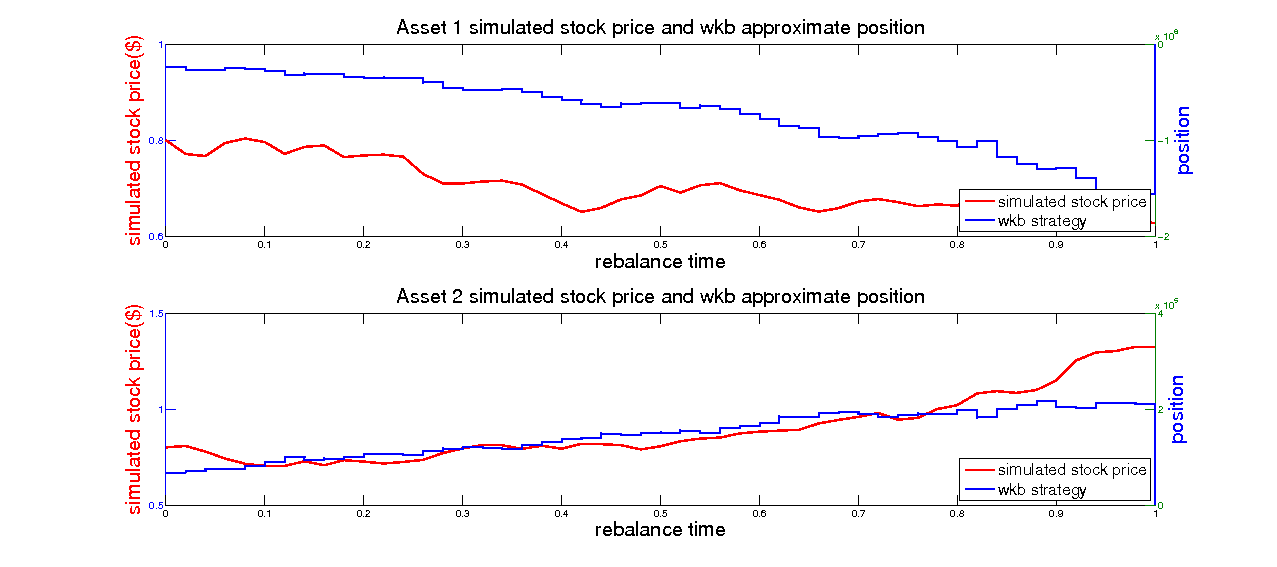 Asset 1 simulated stock price and wkb approximate position
simulated stock price($)
1
0.8
0.6
0
-1
-2
position
simulated stock price
wkb strategy
0 0.1 0.2 0.3 0.4 0.5 0.6 0.7 0.8 0.9 1
rebalance time
Asset 2 simulated stock price and wkb approximate position
simulated stock price($)
1.5
1
0.5
4
2
0
position
simulated stock price
wkb strategy
0 0.1 0.2 0.3 0.4 0.5 0.6 0.7 0.8 0.9 1
rebalance time